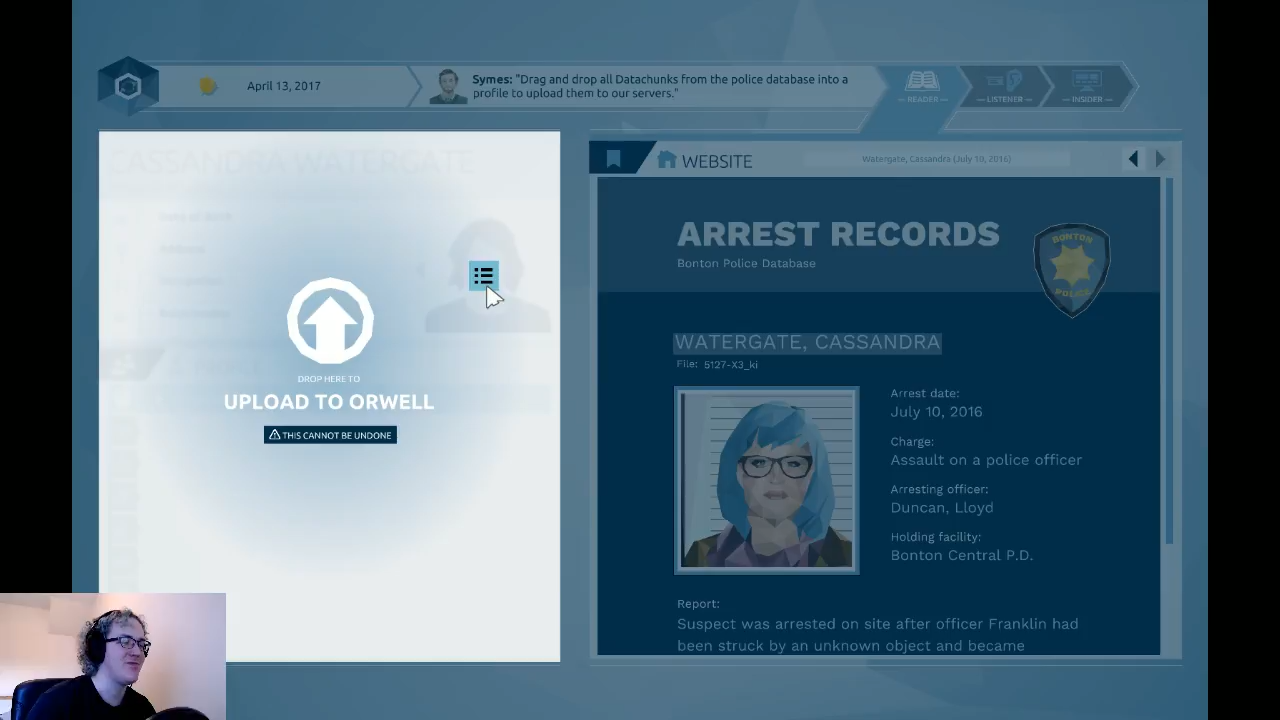 April 13, 2017
Symes: "Drag and drop all Datachunks from the police database into a
profile to upload them to our servers."
— READER —
— LISTENER —
— INSIDER —
CASSANDRA WATERGATE
DROP HERE TO
UPLOAD TO ORWELL
THIS CANNOT BE UNDONE
WEBSITE
Watergate, Cassandra (July 10, 2016)
ARREST RECORDS
Bonton Police Database
BONTON
POLICE
WATERGATE, CASSANDRA
File: 5127-X3_ki
Arrest date:
July 10, 2016
Charge:
Assault on a police officer
Arresting officer:
Duncan, Lloyd
Holding facility:
Bonton Central P.D.
Report:
Suspect was arrested on site after officer Franklin had
been struck by an unknown object and became